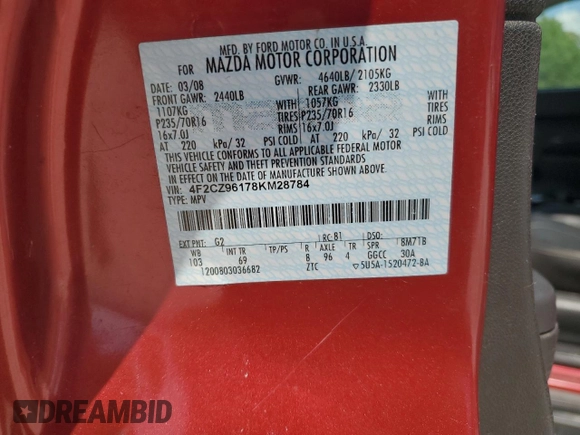 MFD. BY FORD MOTOR CO. IN U.S.A.
FOR MAZDA MOTOR CORPORATION
DATE: 03/08 GVWR: 4640LB/ 2105KG
FRONT GAWR: 2440LB REAR GAWR: 2330LB
1107KG WITH 1057KG WITH
P235/70R16 TIRES P235/70R16 TIRES
16x7.0J RIMS 16x7.0J RIMS
AT 220 kPa/ 32 PSI COLD AT 220 kPa/ 32 PSI COLD
THIS VEHICLE CONFORMS TO ALL APPLICABLE FEDERAL MOTOR
VEHICLE SAFETY AND THEFT PREVENTION STANDARDS
IN EFFECT ON THE DATE OF MANUFACTURE SHOWN ABOVE.
VIN: 4F2CZ96178KM28784
TYPE: MPV
EXT PNT: G2 RC: 81 DSO:
WB INT TR TP/PS R AXLE TR SPR BM7TB
103 69 B 96 4 GGCC 30A
1200803036682 ZTC ▽5U5A-1520472-BA
DREAMBID